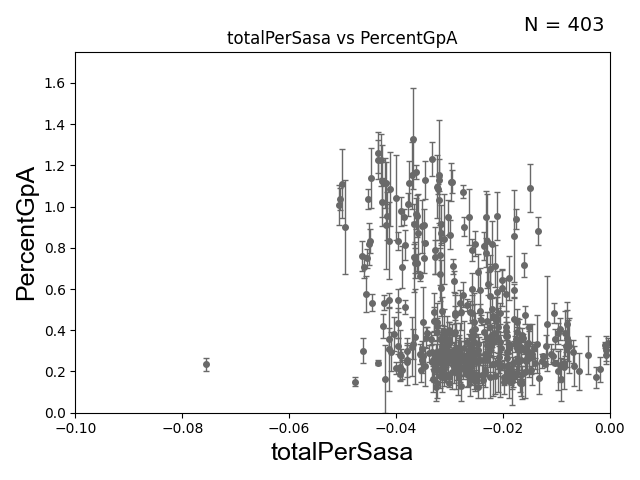 N = 403
totalPerSasa vs PercentGpA
PercentGpA
1.6
1.4
1.2
1.0
0.8
0.6
0.4
0.2
0.0
−0.10 −0.08 −0.06 −0.04 −0.02 0.00
totalPerSasa